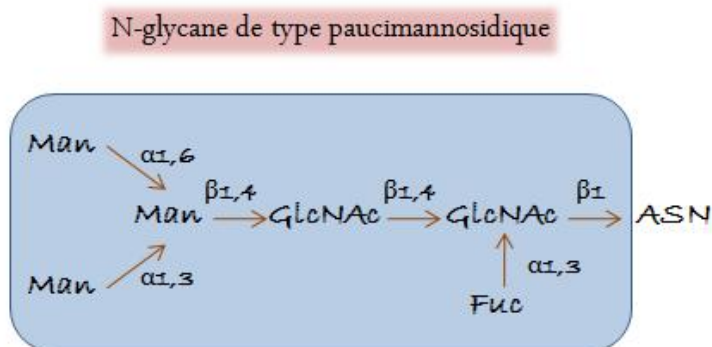 N-glycane de type paucimannosidique
Man
α1,6
Man β1,4 GlcNAc β1,4 GlcNAc β1 ASN
Man α1,3
α1,3
Fuc